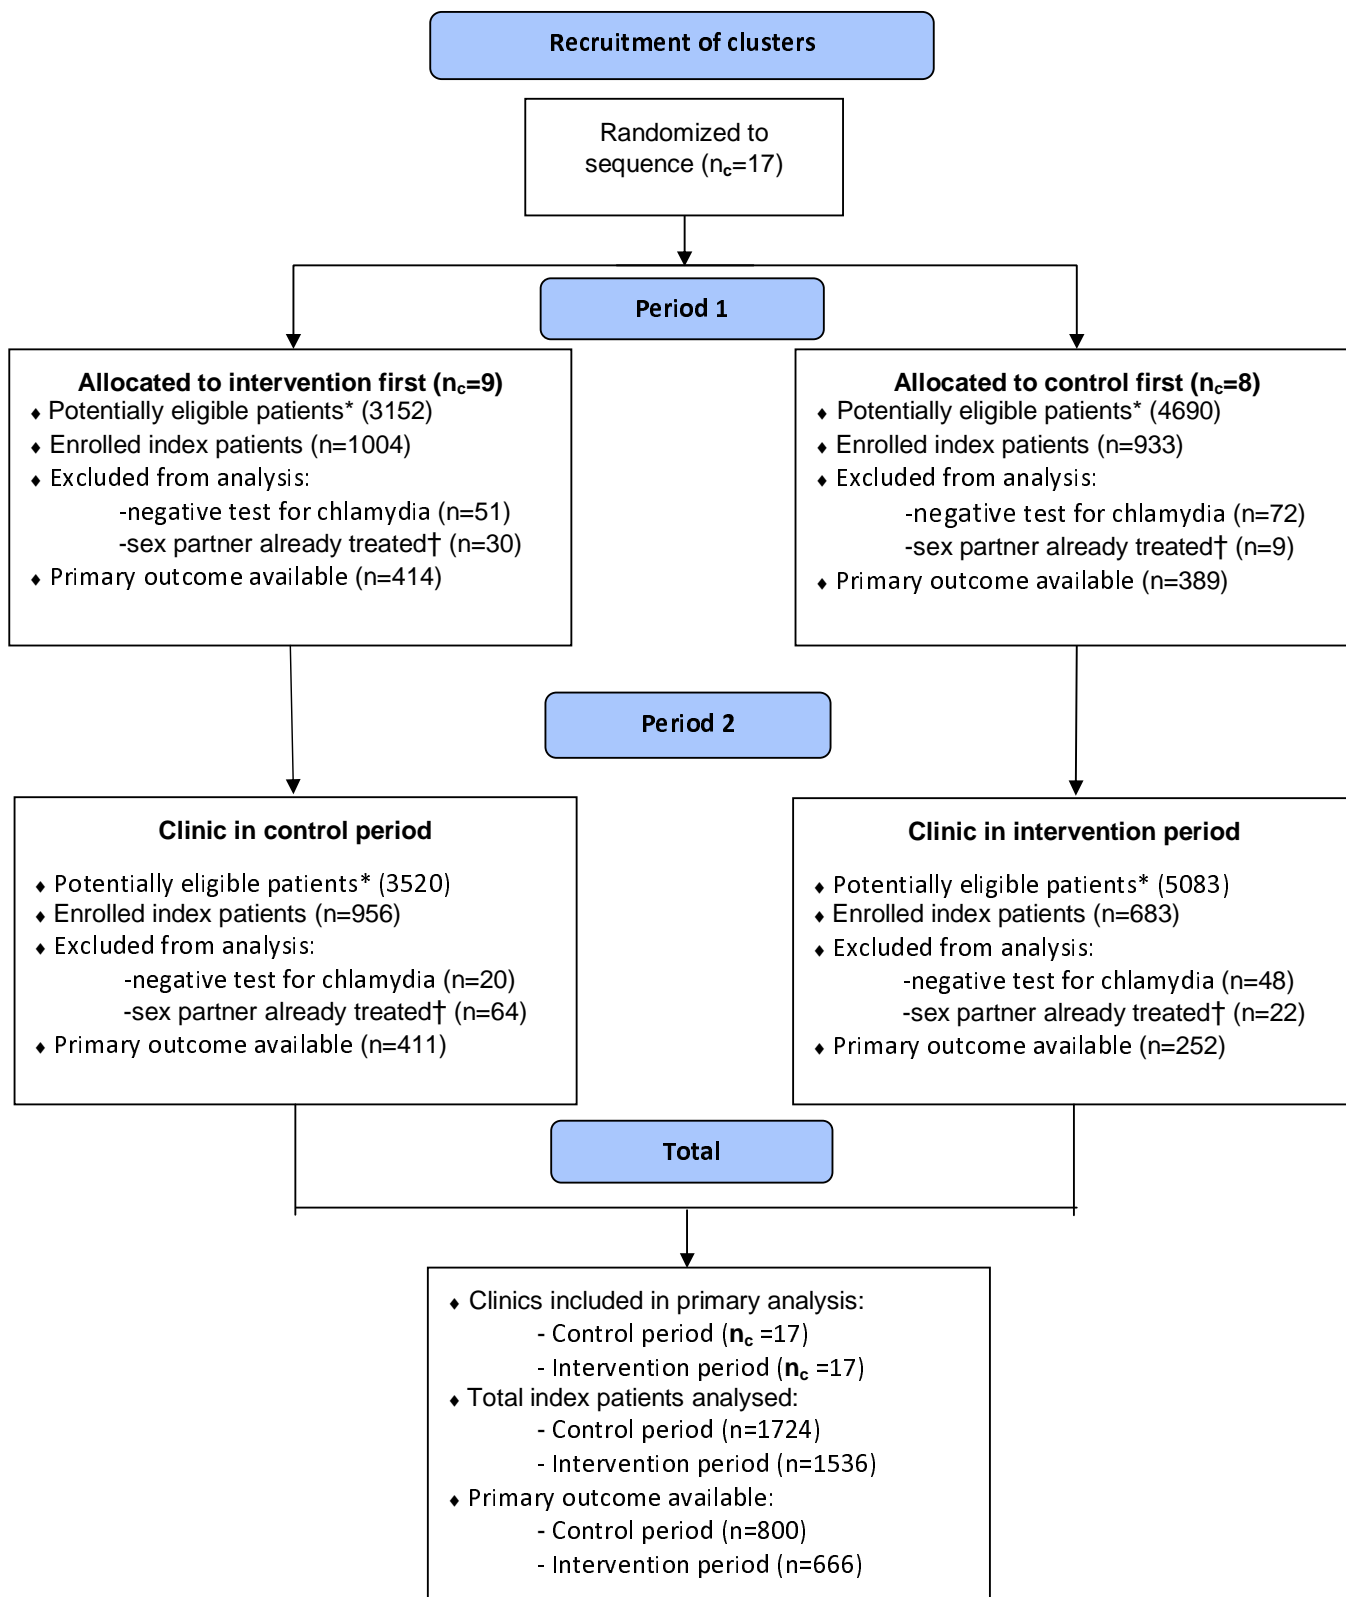 Recruitment of clusters
Randomized to
sequence (nc=17)
Period 1
Allocated to intervention first (nc=9)
♦ Potentially eligible patients* (3152)
♦ Enrolled index patients (n=1004)
♦ Excluded from analysis:
-negative test for chlamydia (n=51)
-sex partner already treated† (n=30)
♦ Primary outcome available (n=414)
Allocated to control first (nc=8)
♦ Potentially eligible patients* (4690)
♦ Enrolled index patients (n=933)
♦ Excluded from analysis:
-negative test for chlamydia (n=72)
-sex partner already treated† (n=9)
♦ Primary outcome available (n=389)
Period 2
Clinic in control period
♦ Potentially eligible patients* (3520)
♦ Enrolled index patients (n=956)
♦ Excluded from analysis:
-negative test for chlamydia (n=20)
-sex partner already treated† (n=64)
♦ Primary outcome available (n=411)
Clinic in intervention period
♦ Potentially eligible patients* (5083)
♦ Enrolled index patients (n=683)
♦ Excluded from analysis:
-negative test for chlamydia (n=48)
-sex partner already treated† (n=22)
♦ Primary outcome available (n=252)
Total
♦ Clinics included in primary analysis:
- Control period (nc =17)
- Intervention period (nc =17)
♦ Total index patients analysed:
- Control period (n=1724)
- Intervention period (n=1536)
♦ Primary outcome available:
- Control period (n=800)
- Intervention period (n=666)